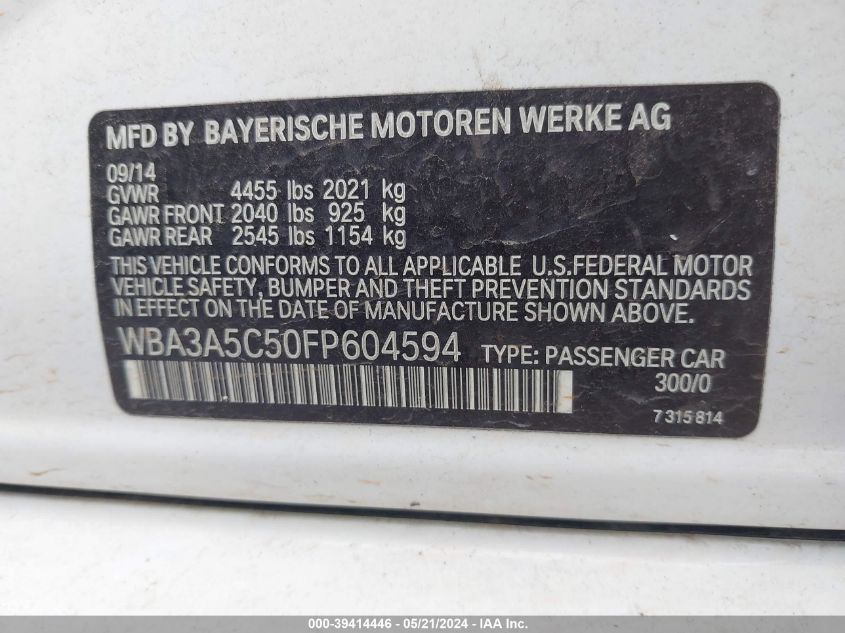 MFD BY BAYERISCHE MOTOREN WERKE AG
09/14
GVWR 4455 lbs 2021 kg
GAWR FRONT 2040 lbs 925 kg
GAWR REAR 2545 lbs 1154 kg
THIS VEHICLE CONFORMS TO ALL APPLICABLE U.S.FEDERAL MOTOR
VEHICLE SAFETY, BUMPER AND THEFT PREVENTION STANDARDS
IN EFFECT ON THE DATE OF MANUFACTURE SHOWN ABOVE.
WBA3A5C50FP604594 TYPE: PASSENGER CAR
300/0
7 315 814
000-39414446 - 05/21/2024 - IAA Inc.